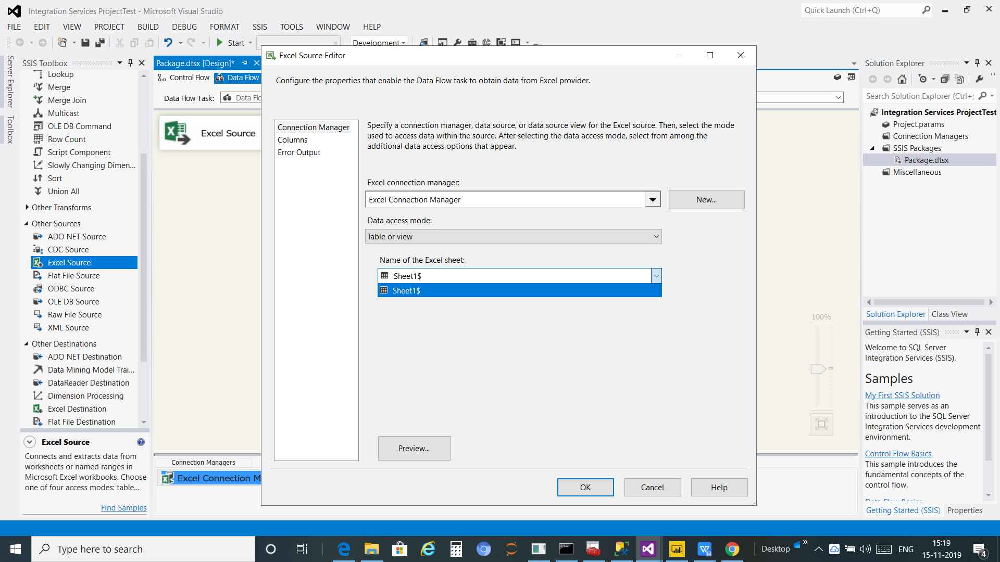 Integration Services ProjectTest - Microsoft Visual Studio
Quick Launch (Ctrl+Q)
FILE EDIT VIEW PROJECT BUILD DEBUG FORMAT SSIS TOOLS WINDOW HELP
Start
Development
Server Explorer
Toolbox
SSIS Toolbox
Lookup
Merge
Merge Join
Multicast
OLE DB Command
Row Count
Script Component
Slowly Changing Dimen...
Sort
Union All
Other Transforms
Other Sources
ADO NET Source
CDC Source
Excel Source
Flat File Source
ODBC Source
OLE DB Source
Raw File Source
XML Source
Other Destinations
ADO NET Destination
Data Mining Model Trai...
DataReader Destination
Dimension Processing
Excel Destination
Flat File Destination
Excel Source
Connects and extracts data from
worksheets or named ranges in
Microsoft Excel workbooks. Choose
one of four access modes: table...
Find Samples
Package.dtsx [Design]*
Control Flow
Data Flow
Data Flow Task:
Data Flo
Excel Source
Connection Managers
Excel Connection M
Excel Source Editor
Configure the properties that enable the Data Flow task to obtain data from Excel provider.
Connection Manager
Columns
Error Output
Specify a connection manager, data source, or data source view for the Excel source. Then, select the mode
used to access data within the source. After selecting the data access mode, select from among the
additional data access options that appear.
Excel connection manager:
Excel Connection Manager
New...
Data access mode:
Table or view
Name of the Excel sheet:
Sheet1$
Sheet1$
Preview...
OK
Cancel
Help
100%
Solution Explorer
Search Solution Explorer (Ctrl+;
Integration Services ProjectTest
Project.params
Connection Managers
SSIS Packages
Package.dtsx
Miscellaneous
Solution Explorer
Class View
Getting Started (SSIS)
Welcome to SQL Server
Integration Services (SSIS).
Samples
My First SSIS Solution
This sample serves as an
introduction to the SQL Server
Integration Services development
environment.
Control Flow Basics
This sample introduces the
fundamental concepts of the
control flow.
Data Flow Basics
Getting Started (SSIS)
Properties
Type here to search
Desktop
ENG
15:19
15-11-2019
4